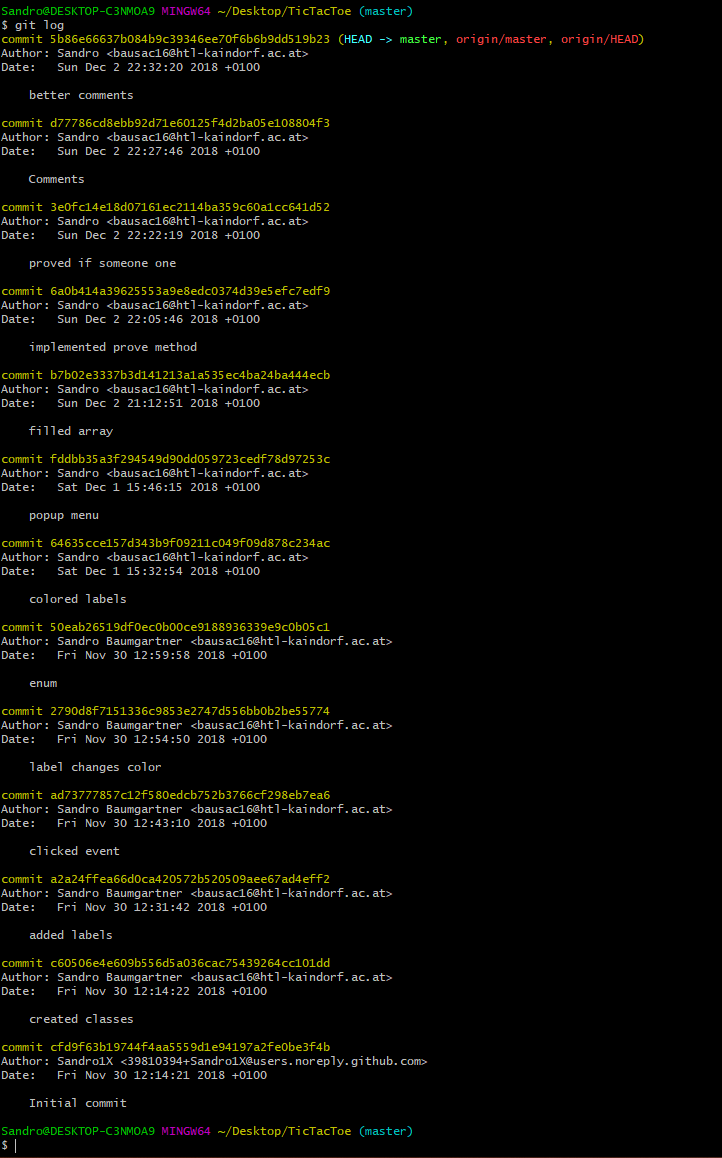 Sandro@DESKTOP-C3NMOA9 MINGW64 ~/Desktop/TicTacToe (master)
$ git log
commit 5b86e66637b084b9c39346ee70f6b6b9dd519b23 (HEAD -> master, origin/master, origin/HEAD)
Author: Sandro <bausac16@htl-kaindorf.ac.at>
Date:   Sun Dec 2 22:32:20 2018 +0100
    better comments
commit d77786cd8ebb92d71e60125f4d2ba05e108804f3
Author: Sandro <bausac16@htl-kaindorf.ac.at>
Date:   Sun Dec 2 22:27:46 2018 +0100
    Comments
commit 3e0fc14e18d07161ec2114ba359c60a1cc641d52
Author: Sandro <bausac16@htl-kaindorf.ac.at>
Date:   Sun Dec 2 22:22:19 2018 +0100
    proved if someone one
commit 6a0b414a39625553a9e8edc0374d39e5efc7edf9
Author: Sandro <bausac16@htl-kaindorf.ac.at>
Date:   Sun Dec 2 22:05:46 2018 +0100
    implemented prove method
commit b7b02e3337b3d141213a1a535ec4ba24ba444ecb
Author: Sandro <bausac16@htl-kaindorf.ac.at>
Date:   Sun Dec 2 21:12:51 2018 +0100
    filled array
commit fddbb35a3f294549d90dd059723cedf78d97253c
Author: Sandro <bausac16@htl-kaindorf.ac.at>
Date:   Sat Dec 1 15:46:15 2018 +0100
    popup menu
commit 64635cce157d343b9f09211c049f09d878c234ac
Author: Sandro <bausac16@htl-kaindorf.ac.at>
Date:   Sat Dec 1 15:32:54 2018 +0100
    colored labels
commit 50eab26519df0ec0b00ce9188936339e9c0b05c1
Author: Sandro Baumgartner <bausac16@htl-kaindorf.ac.at>
Date:   Fri Nov 30 12:59:58 2018 +0100
    enum
commit 2790d8f7151336c9853e2747d556bb0b2be55774
Author: Sandro Baumgartner <bausac16@htl-kaindorf.ac.at>
Date:   Fri Nov 30 12:54:50 2018 +0100
    label changes color
commit ad73777857c12f580edcb752b3766cf298eb7ea6
Author: Sandro Baumgartner <bausac16@htl-kaindorf.ac.at>
Date:   Fri Nov 30 12:43:10 2018 +0100
    clicked event
commit a2a24ffea66d0ca420572b520509aee67ad4eff2
Author: Sandro Baumgartner <bausac16@htl-kaindorf.ac.at>
Date:   Fri Nov 30 12:31:42 2018 +0100
    added labels
commit c60506e4e609b556d5a036cac75439264cc101dd
Author: Sandro Baumgartner <bausac16@htl-kaindorf.ac.at>
Date:   Fri Nov 30 12:14:22 2018 +0100
    created classes
commit cfd9f63b19744f4aa5559d1e94197a2fe0be3f4b
Author: Sandro1X <39810394+Sandro1X@users.noreply.github.com>
Date:   Fri Nov 30 12:14:21 2018 +0100
    Initial commit
Sandro@DESKTOP-C3NMOA9 MINGW64 ~/Desktop/TicTacToe (master)
$